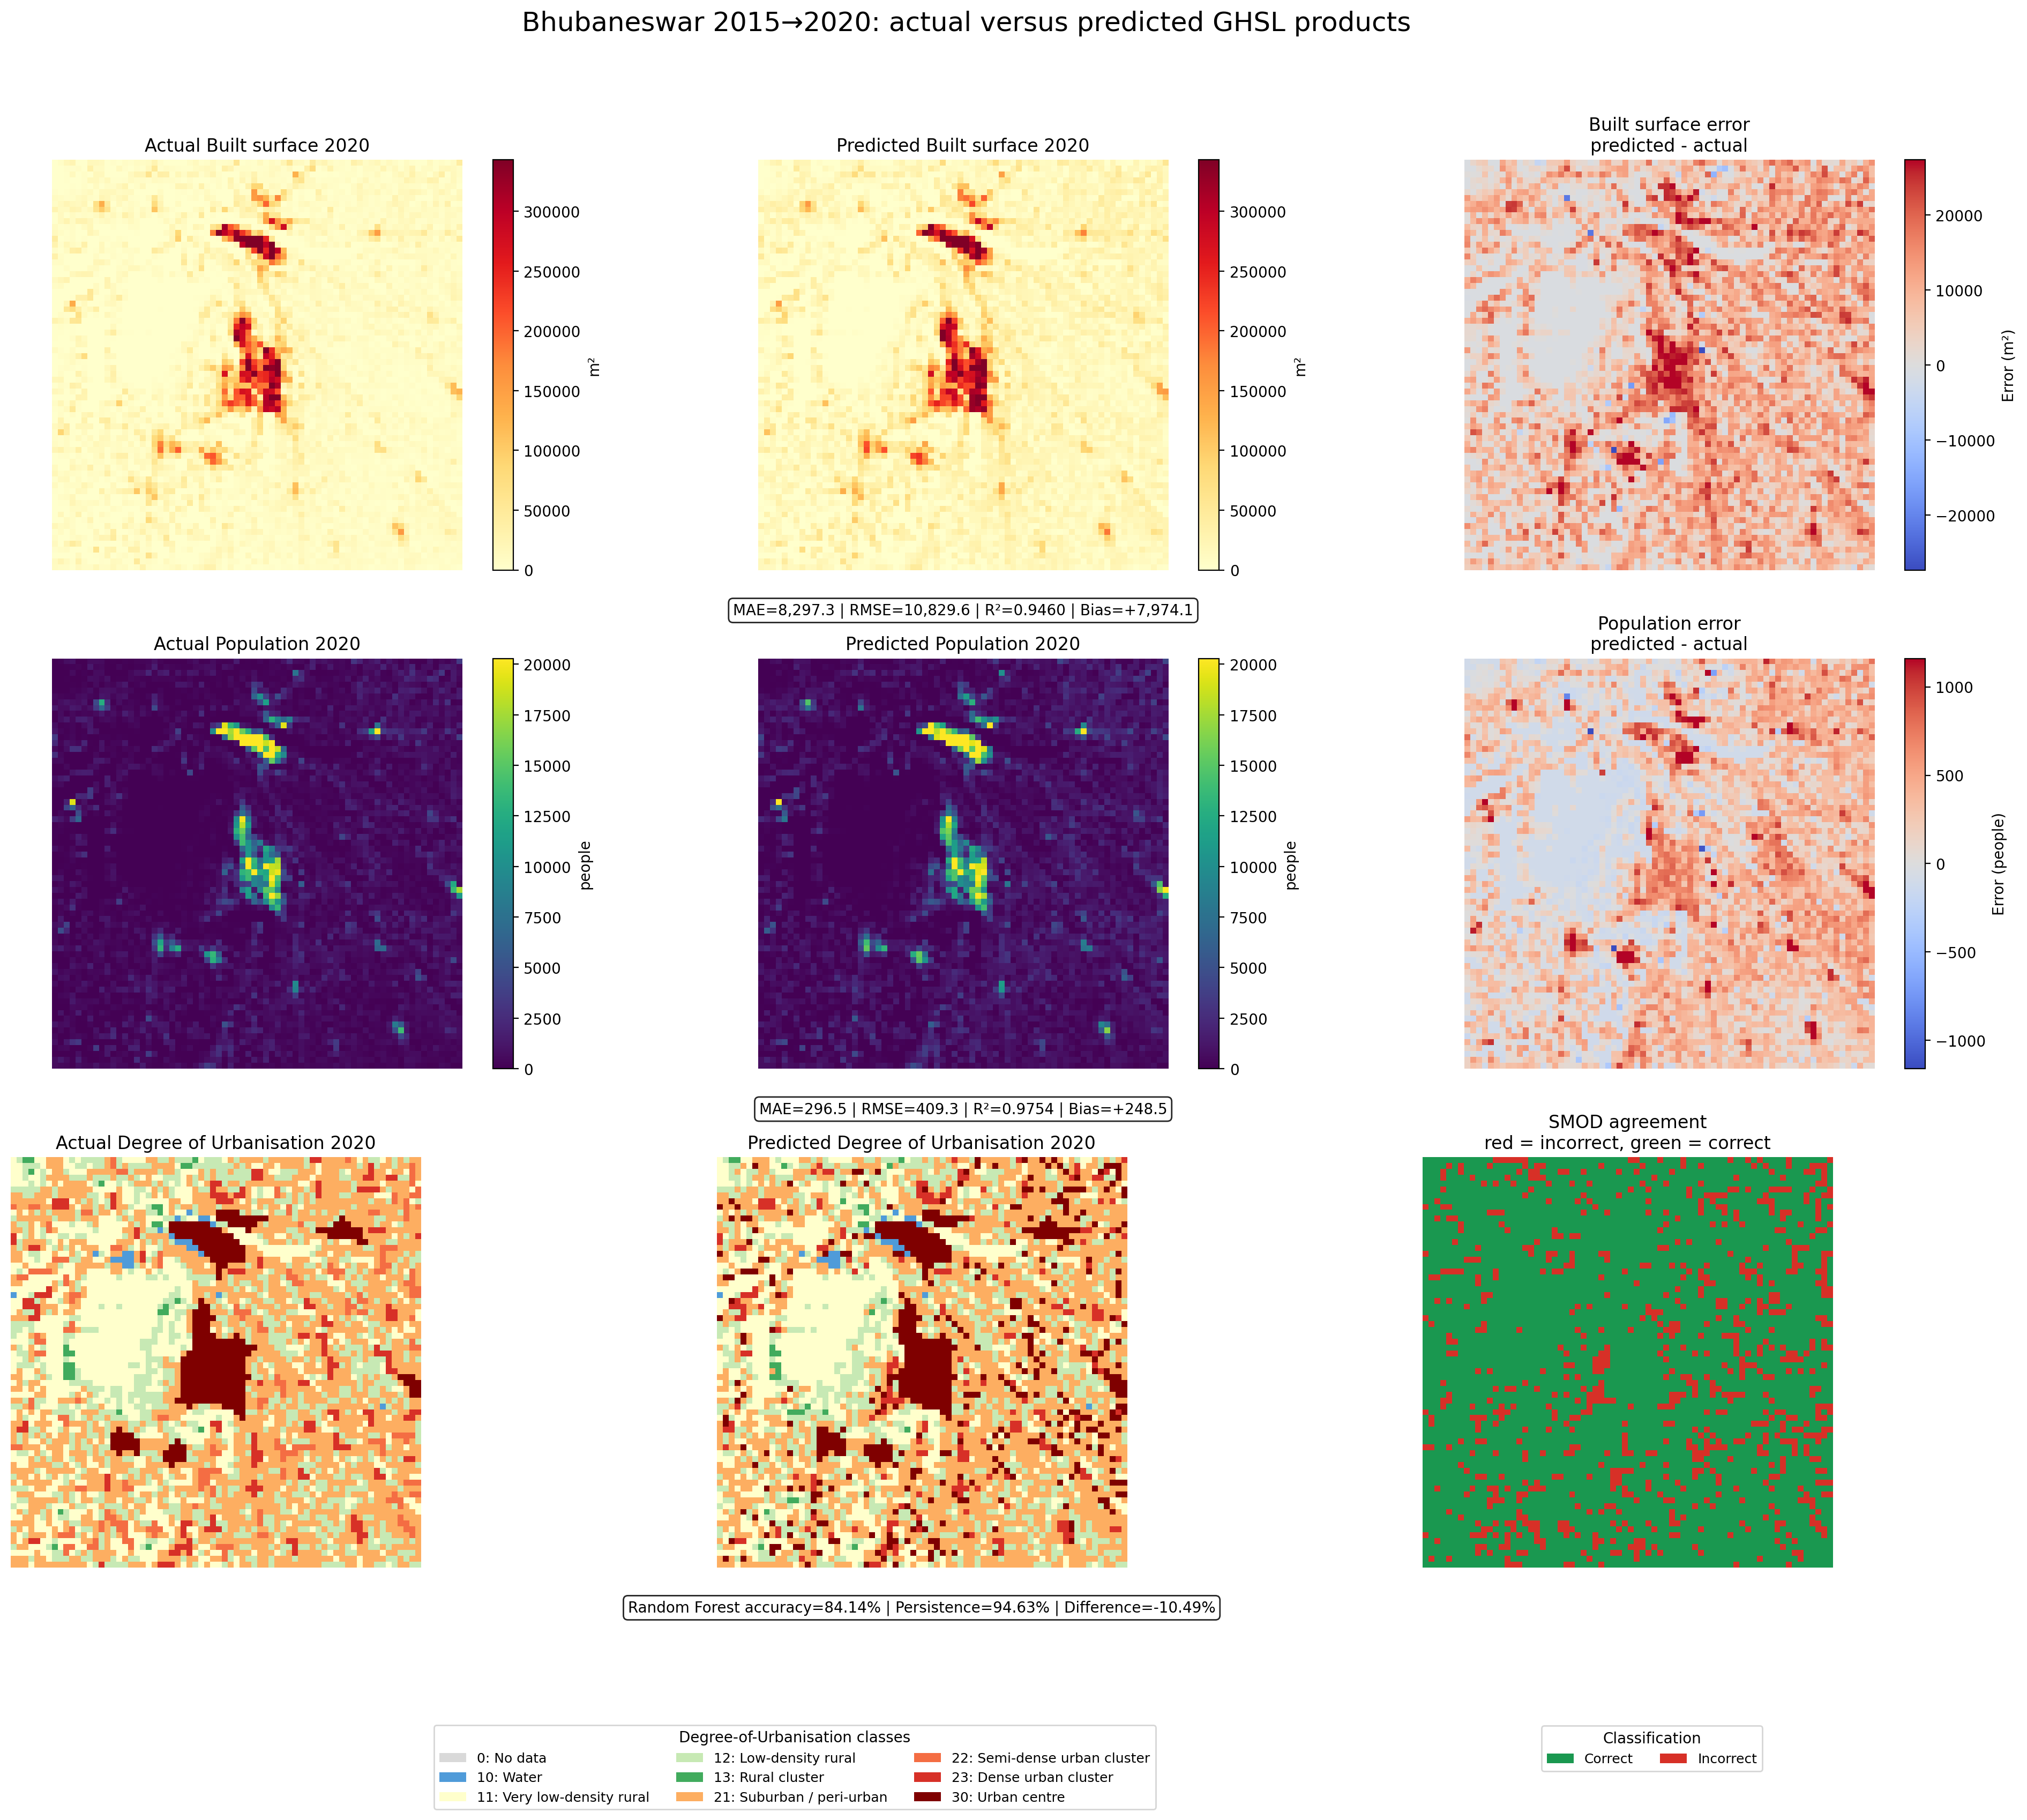 Bhubaneswar 2015→2020: actual versus predicted GHSL products
Actual Built surface 2020
300000
250000
200000
150000
100000
50000
0
m²
Predicted Built surface 2020
300000
250000
200000
150000
100000
50000
0
m²
Built surface error
predicted - actual
20000
10000
0
−10000
−20000
Error (m²)
MAE=8,297.3 | RMSE=10,829.6 | R²=0.9460 | Bias=+7,974.1
Actual Population 2020
20000
17500
15000
12500
10000
7500
5000
2500
0
people
Predicted Population 2020
20000
17500
15000
12500
10000
7500
5000
2500
0
people
Population error
predicted - actual
1000
500
0
−500
−1000
Error (people)
MAE=296.5 | RMSE=409.3 | R²=0.9754 | Bias=+248.5
Actual Degree of Urbanisation 2020
Predicted Degree of Urbanisation 2020
SMOD agreement
red = incorrect, green = correct
Random Forest accuracy=84.14% | Persistence=94.63% | Difference=-10.49%
Degree-of-Urbanisation classes
0: No data
10: Water
11: Very low-density rural
12: Low-density rural
13: Rural cluster
21: Suburban / peri-urban
22: Semi-dense urban cluster
23: Dense urban cluster
30: Urban centre
Classification
Correct
Incorrect